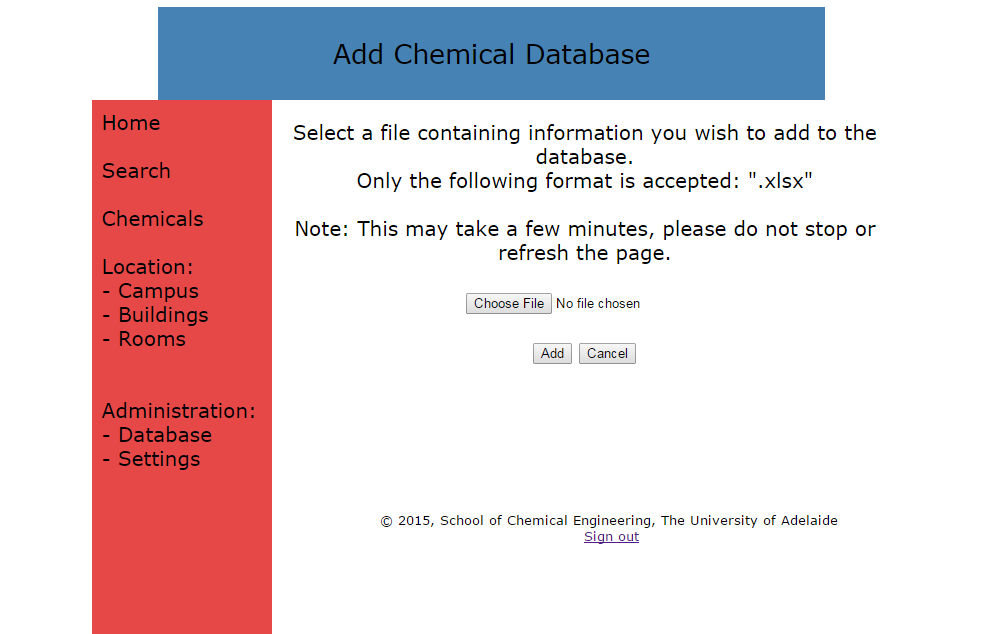 Add Chemical Database
Home
Search
Chemicals
Location:
- Campus
- Buildings
- Rooms
Administration:
- Database
- Settings
Select a file containing information you wish to add to the
database.
Only the following format is accepted: ".xlsx"
Note: This may take a few minutes, please do not stop or
refresh the page.
Choose File No file chosen
Add Cancel
© 2015, School of Chemical Engineering, The University of Adelaide
Sign out